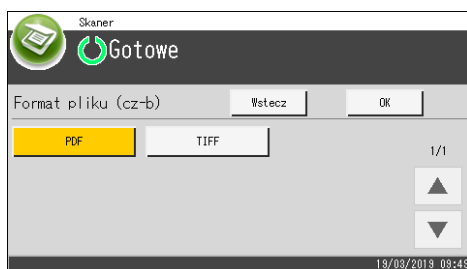 Skaner
Gotowe
Format pliku (cz-b)
Wstecz
OK
PDF
TIFF
1/1
19/03/2019 09:49